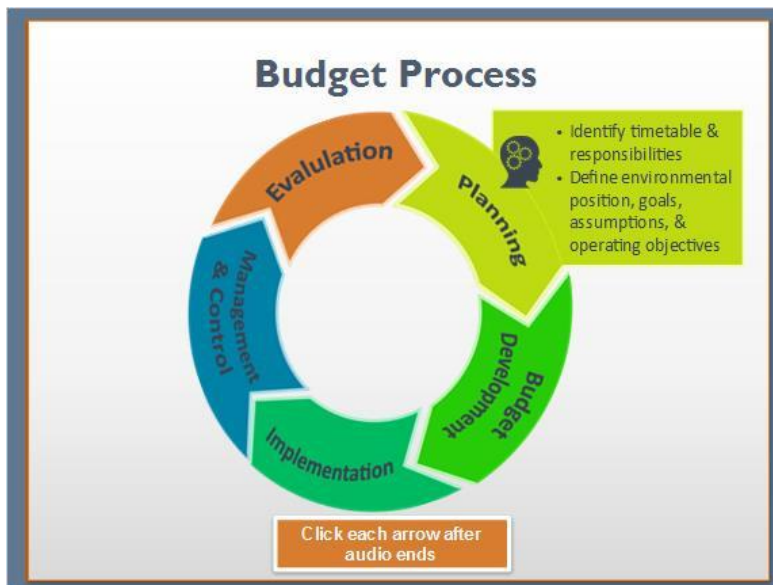 Budget Process
Evalulation
Planning
• Identify timetable &
responsibilities
• Define environmental
position, goals,
assumptions, &
operating objectives
Budget
Development
Implementation
Management
& Control
Click each arrow after
audio ends